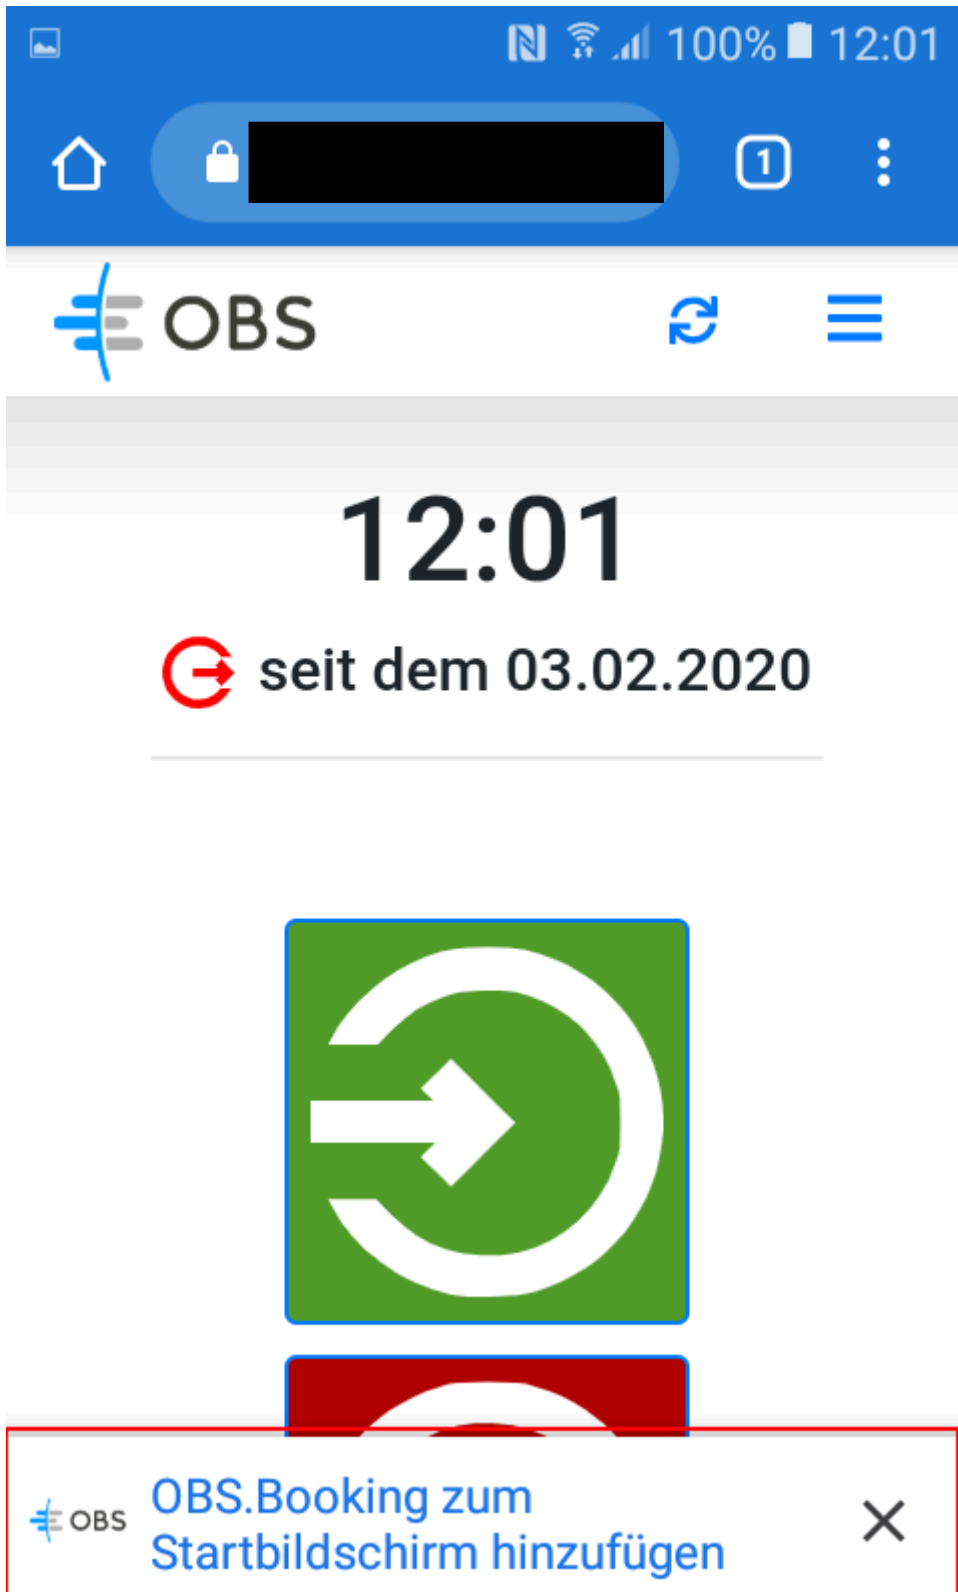 100% 12:01
1
OBS
12:01
seit dem 03.02.2020
OBS
OBS.Booking zum
Startbildschirm hinzufügen